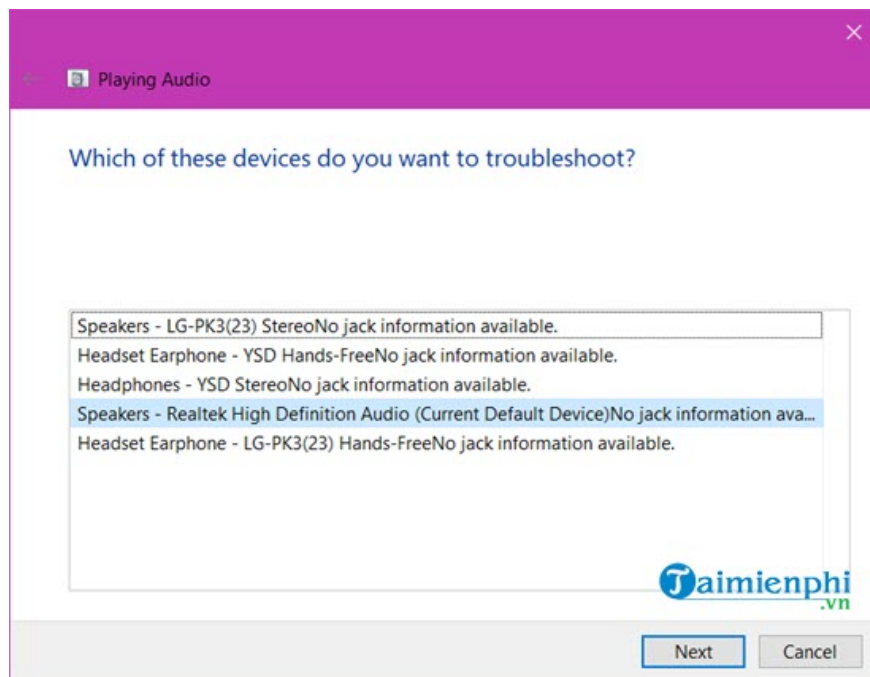 Playing Audio
Which of these devices do you want to troubleshoot?
Speakers - LG-PK3(23) StereoNo jack information available.
Headset Earphone - YSD Hands-FreeNo jack information available.
Headphones - YSD StereoNo jack information available.
Speakers - Realtek High Definition Audio (Current Default Device)No jack information ava...
Headset Earphone - LG-PK3(23) Hands-FreeNo jack information available.
Taimienphi
.vn
Next Cancel